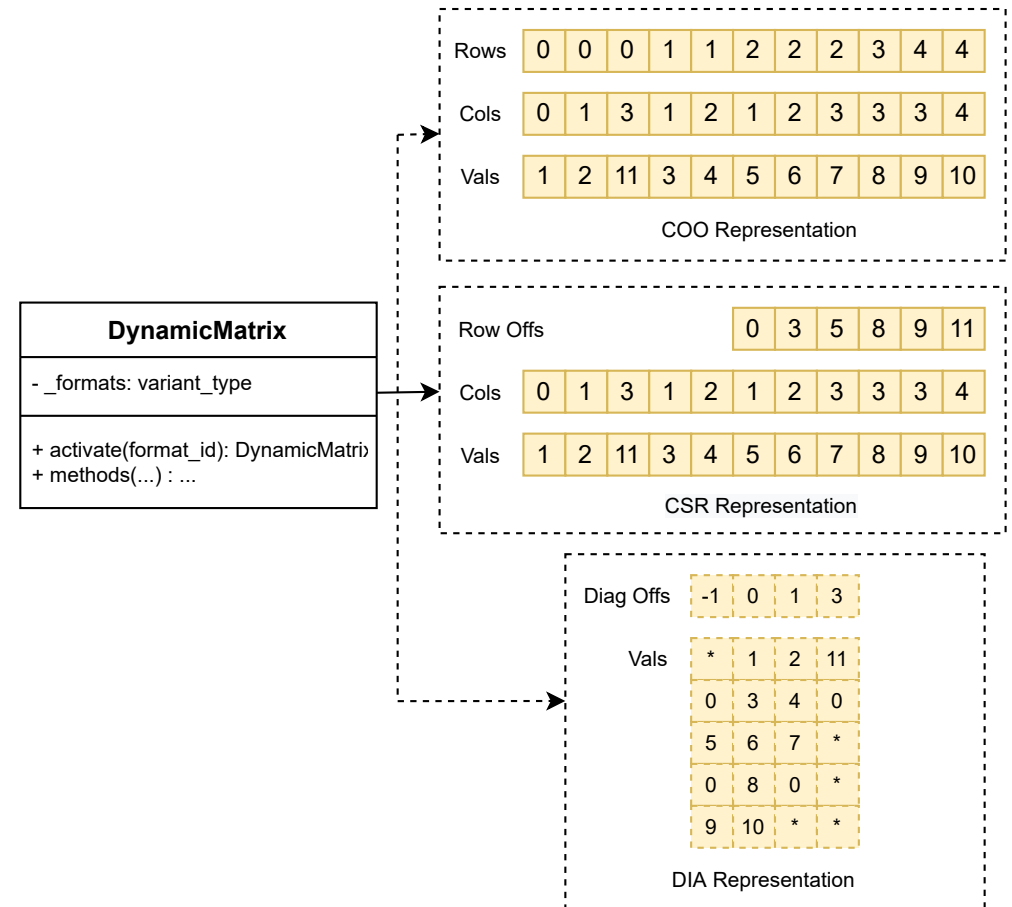 Rows 0 0 0 1 1 2 2 2 3 4 4
Cols 0 1 3 1 2 1 2 3 3 3 4
Vals 1 2 11 3 4 5 6 7 8 9 10
COO Representation
DynamicMatrix
- _formats: variant_type
+ activate(format_id): DynamicMatrix
+ methods(...) : ...
Row Offs 0 3 5 8 9 11
Cols 0 1 3 1 2 1 2 3 3 3 4
Vals 1 2 11 3 4 5 6 7 8 9 10
CSR Representation
Diag Offs -1 0 1 3
Vals * 1 2 11
0 3 4 0
5 6 7 *
0 8 0 *
9 10 * *
DIA Representation